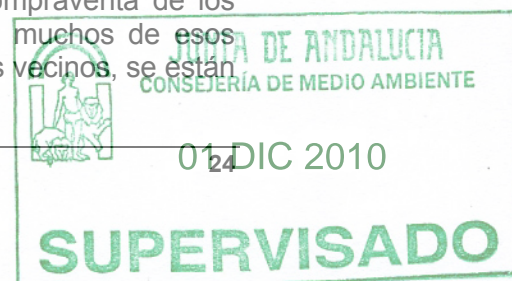 ompraventa de los
muchos de esos
s vecinos, se están
JUNTA DE ANDALUCIA
CONSEJERÍA DE MEDIO AMBIENTE
24
01 DIC 2010
SUPERVISADO